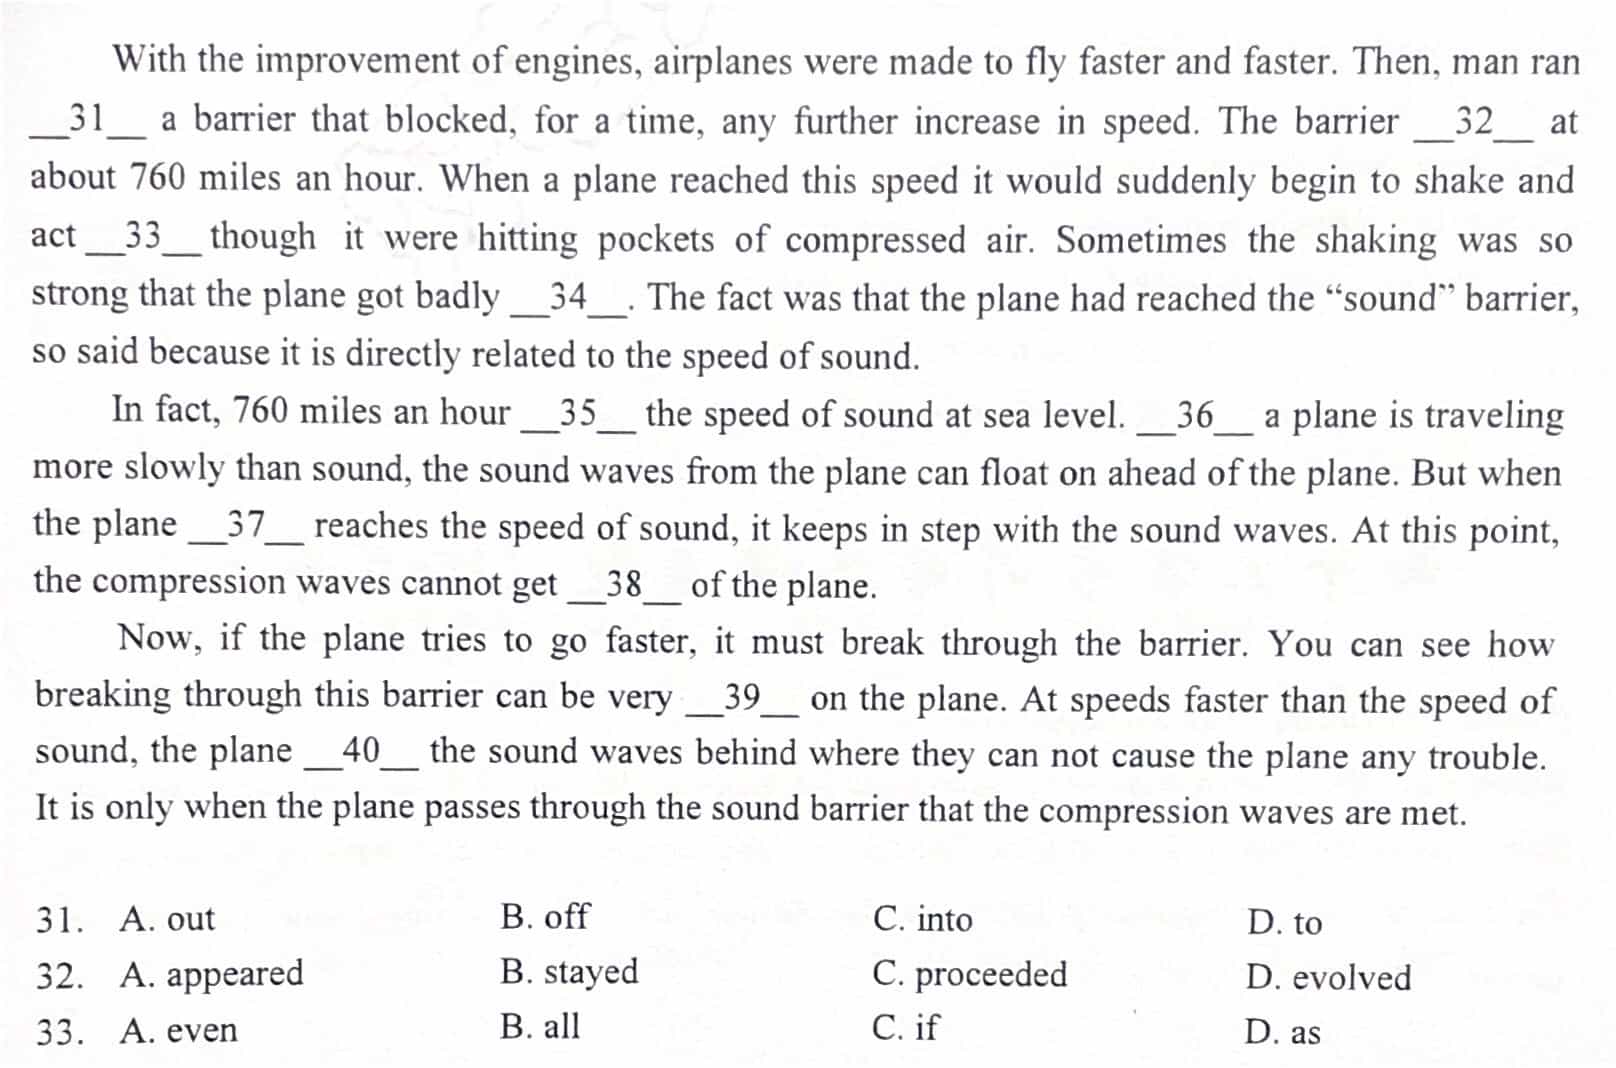 With the improvement of engines, airplanes were made to fly faster and faster. Then, man ran
__31__ a barrier that blocked, for a time, any further increase in speed. The barrier __32__ at
about 760 miles an hour. When a plane reached this speed it would suddenly begin to shake and
act __33__ though it were hitting pockets of compressed air. Sometimes the shaking was so
strong that the plane got badly __34__. The fact was that the plane had reached the “sound” barrier,
so said because it is directly related to the speed of sound.
In fact, 760 miles an hour __35__ the speed of sound at sea level. __36__ a plane is traveling
more slowly than sound, the sound waves from the plane can float on ahead of the plane. But when
the plane __37__ reaches the speed of sound, it keeps in step with the sound waves. At this point,
the compression waves cannot get __38__ of the plane.
Now, if the plane tries to go faster, it must break through the barrier. You can see how
breaking through this barrier can be very __39__ on the plane. At speeds faster than the speed of
sound, the plane __40__ the sound waves behind where they can not cause the plane any trouble.
It is only when the plane passes through the sound barrier that the compression waves are met.
31. A. out B. off C. into D. to
32. A. appeared B. stayed C. proceeded D. evolved
33. A. even B. all C. if D. as